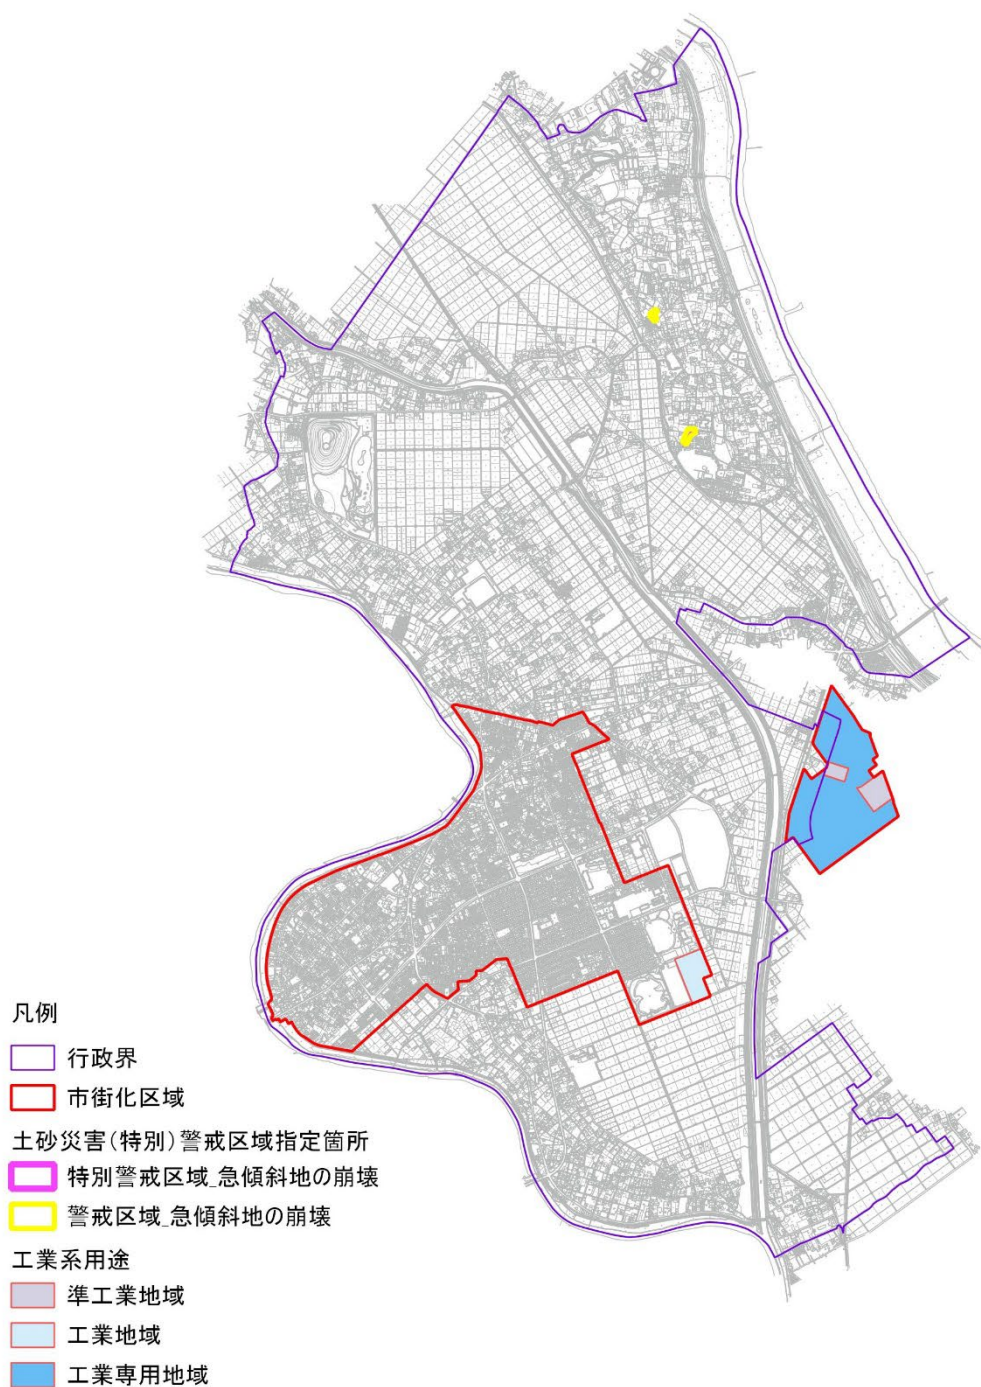 凡例
行政界
市街化区域
土砂災害(特別)警戒区域指定箇所
特別警戒区域_急傾斜地の崩壊
警戒区域_急傾斜地の崩壊
工業系用途
準工業地域
工業地域
工業専用地域